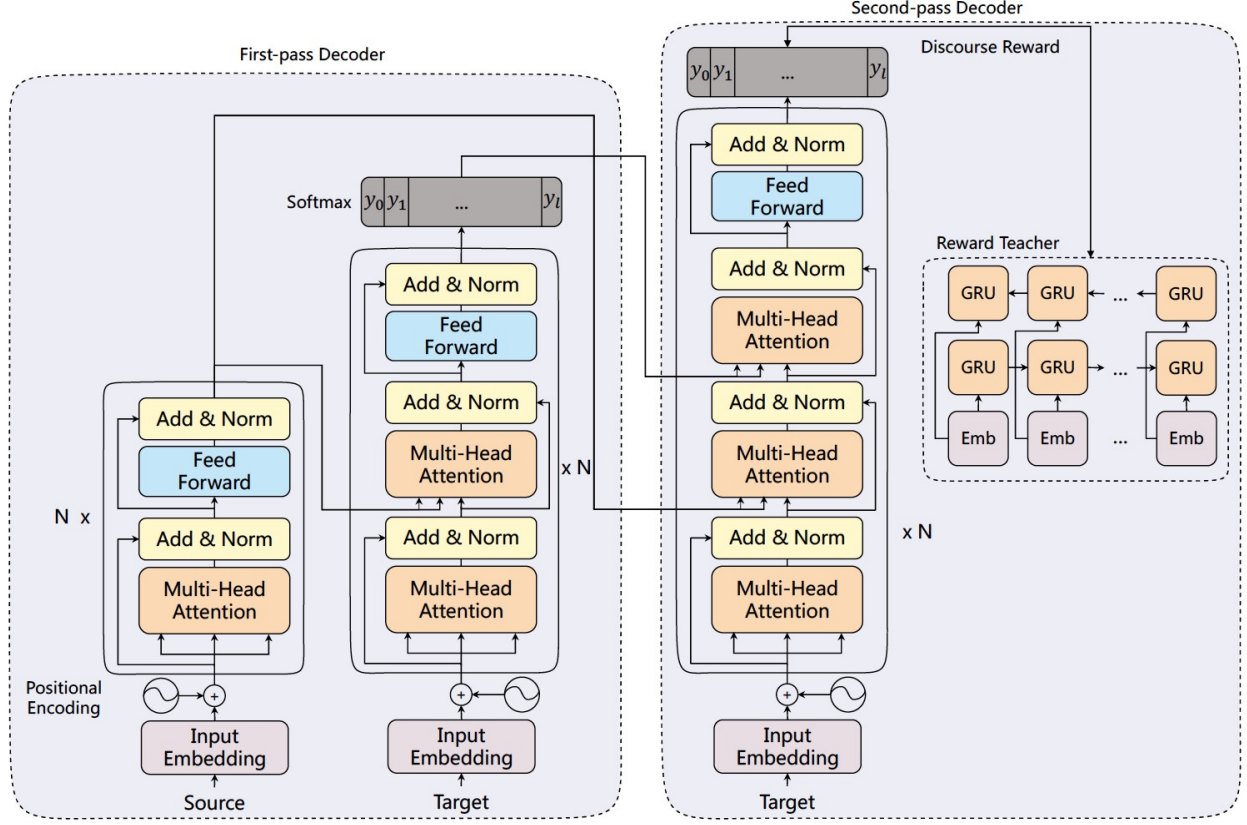 First-pass Decoder
Softmax
y0 y1 ... yl
Add & Norm
Feed
Forward
Add & Norm
Multi-Head
Attention
x N
Add & Norm
Multi-Head
Attention
Input
Embedding
Target
Add & Norm
Feed
Forward
N x
Add & Norm
Multi-Head
Attention
Positional
Encoding
+
Input
Embedding
Source
+
Second-pass Decoder
Discourse Reward
y0 y1 ... yl
Add & Norm
Feed
Forward
Add & Norm
Multi-Head
Attention
Add & Norm
Multi-Head
Attention
Add & Norm
Multi-Head
Attention
x N
+
Input
Embedding
Target
Reward Teacher
GRU GRU ... GRU
GRU GRU ... GRU
Emb Emb ... Emb